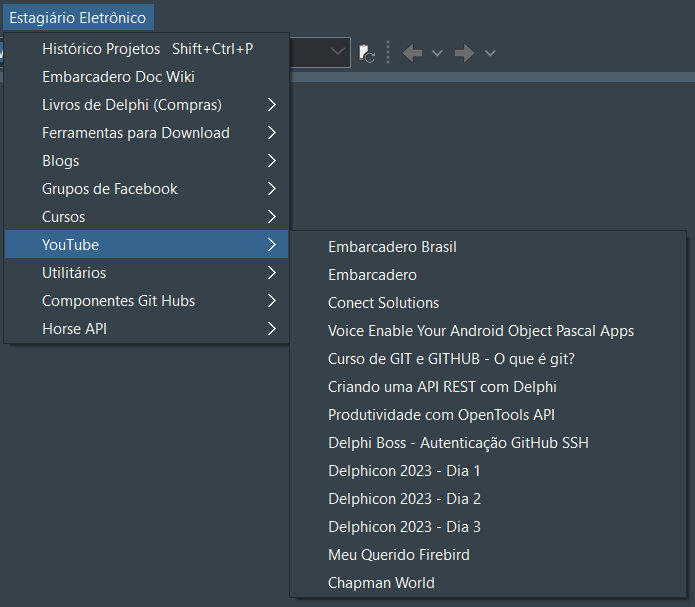 Estagiário Eletrônico
Histórico Projetos Shift+Ctrl+P
Embarcadero Doc Wiki
Livros de Delphi (Compras)
Ferramentas para Download
Blogs
Grupos de Facebook
Cursos
YouTube
Utilitários
Componentes Git Hubs
Horse API
Embarcadero Brasil
Embarcadero
Conect Solutions
Voice Enable Your Android Object Pascal Apps
Curso de GIT e GITHUB - O que é git?
Criando uma API REST com Delphi
Produtividade com OpenTools API
Delphi Boss - Autenticação GitHub SSH
Delphicon 2023 - Dia 1
Delphicon 2023 - Dia 2
Delphicon 2023 - Dia 3
Meu Querido Firebird
Chapman World